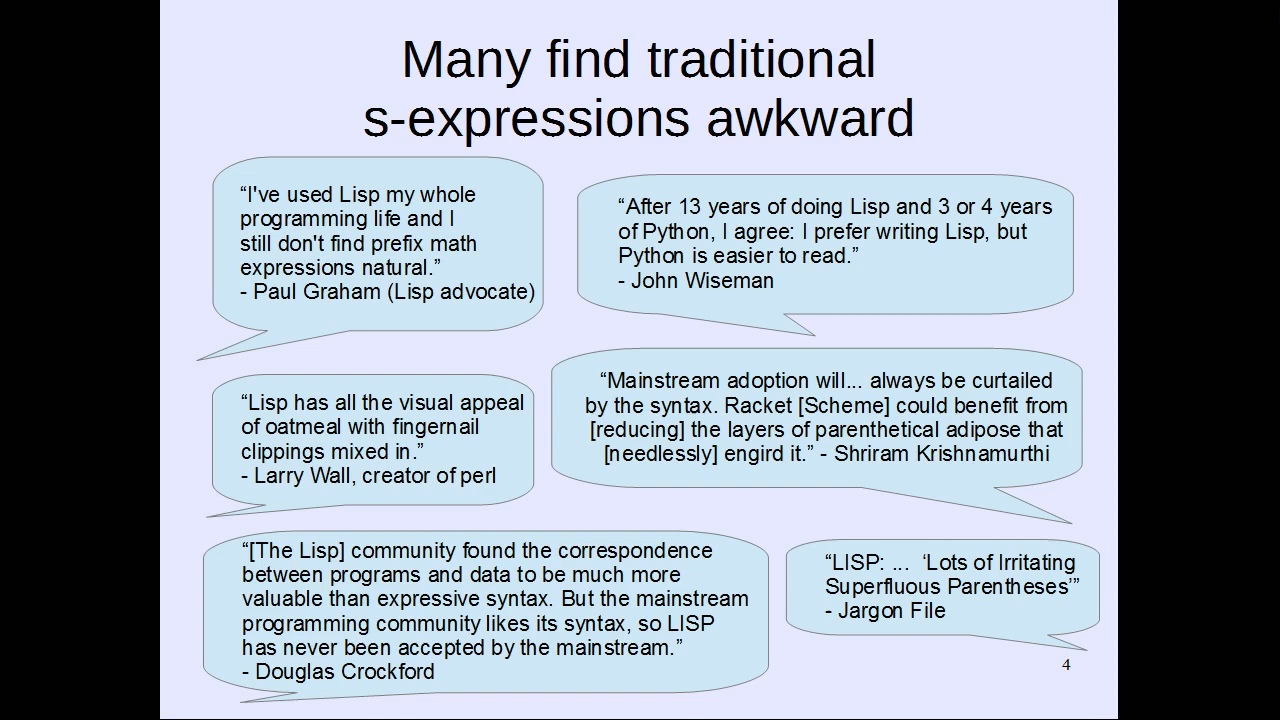 Many find traditional
s-expressions awkward
“I've used Lisp my whole
programming life and I
still don't find prefix math
expressions natural.”
- Paul Graham (Lisp advocate)
“After 13 years of doing Lisp and 3 or 4 years
of Python, I agree: I prefer writing Lisp, but
Python is easier to read.”
- John Wiseman
“Lisp has all the visual appeal
of oatmeal with fingernail
clippings mixed in.”
- Larry Wall, creator of perl
“Mainstream adoption will... always be curtailed
by the syntax. Racket [Scheme] could benefit from
[reducing] the layers of parenthetical adipose that
[needlessly] engird it.” - Shriram Krishnamurthi
“[The Lisp] community found the correspondence
between programs and data to be much more
valuable than expressive syntax. But the mainstream
programming community likes its syntax, so LISP
has never been accepted by the mainstream.”
- Douglas Crockford
“LISP: ... ‘Lots of Irritating
Superfluous Parentheses’”
- Jargon File
4